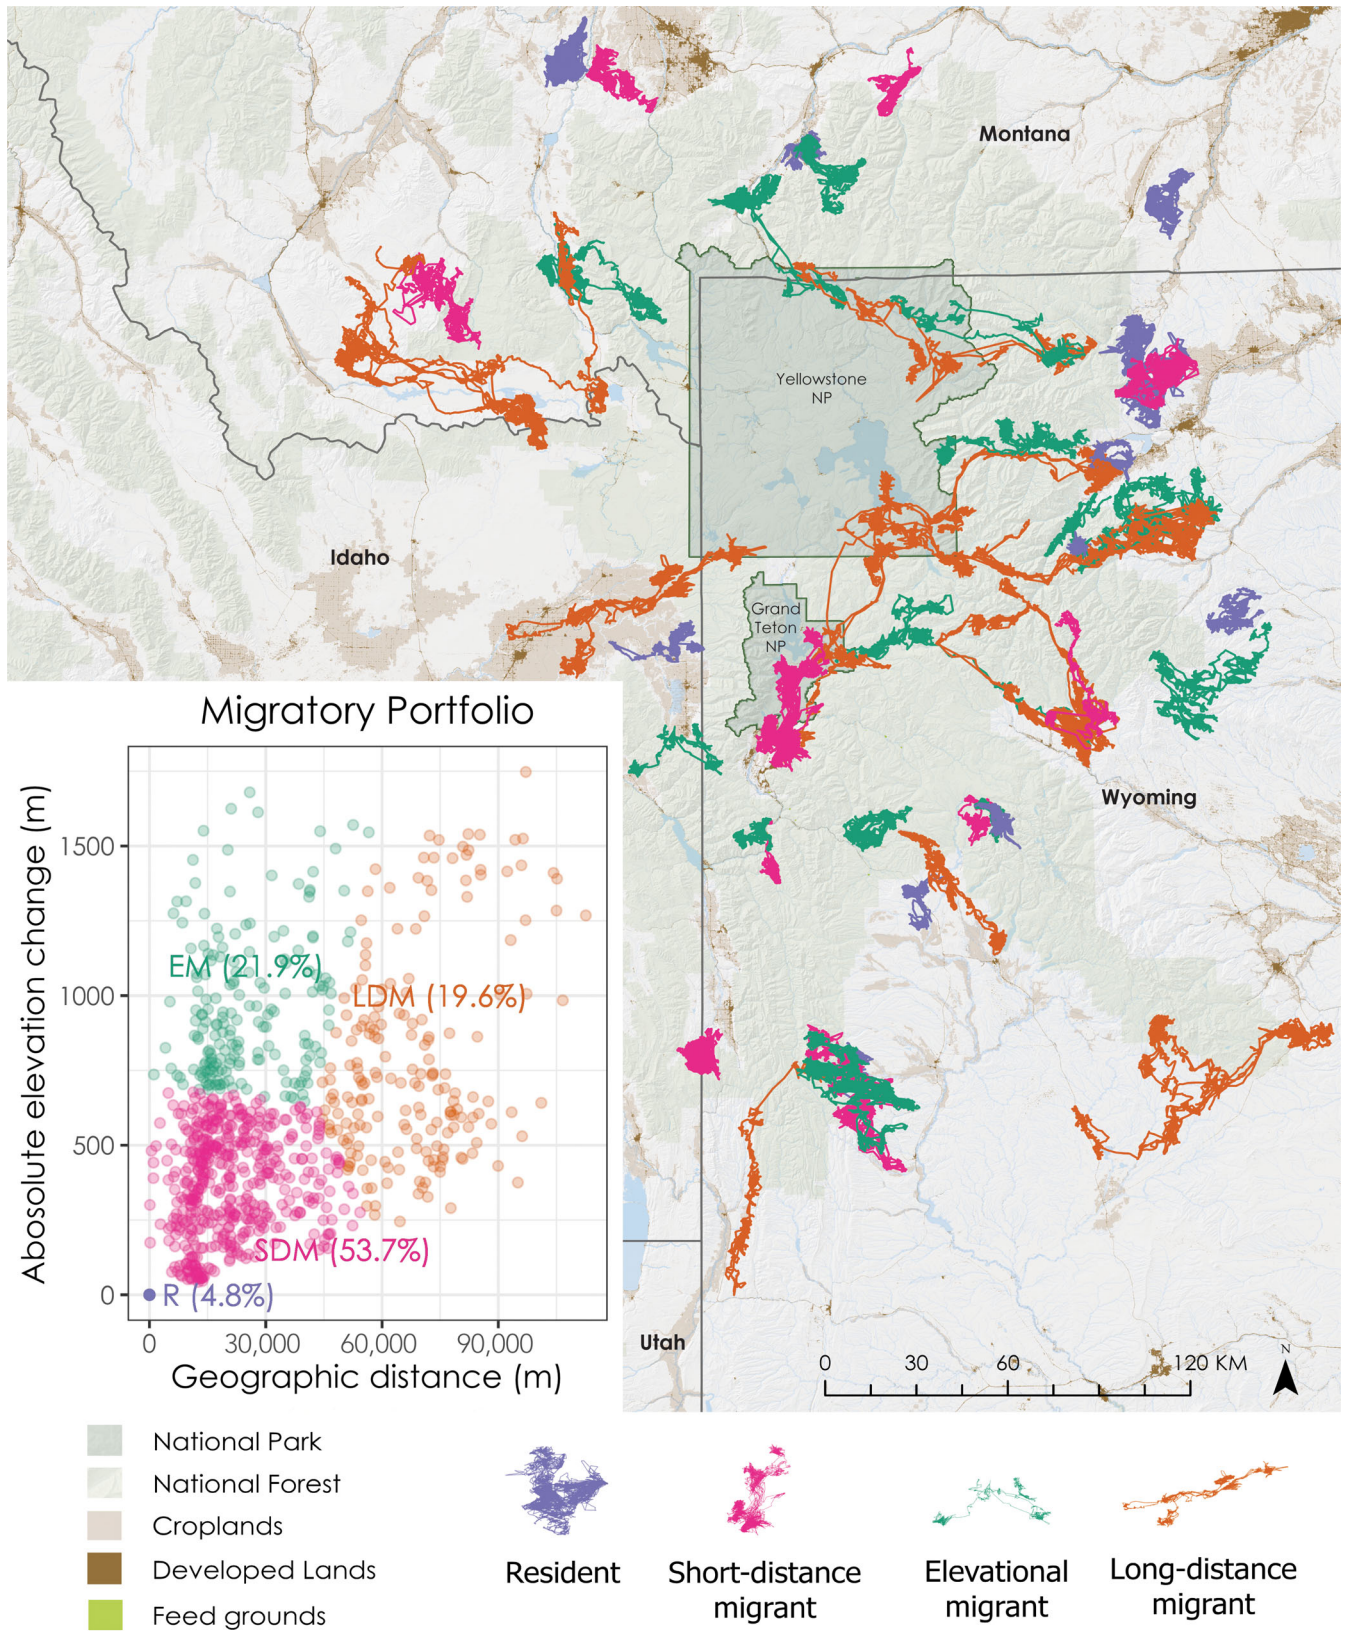 Montana
Yellowstone
NP
Idaho
Grand
Teton
NP
Wyoming
Utah
0 30 60 120 KM
N
Migratory Portfolio
Absolute elevation change (m)
1500
1000
500
0
EM (21.9%)
LDM (19.6%)
SDM (53.7%)
R (4.8%)
0 30,000 60,000 90,000
Geographic distance (m)
National Park
National Forest
Croplands
Developed Lands
Feed grounds
Resident
Short-distance
migrant
Elevational
migrant
Long-distance
migrant